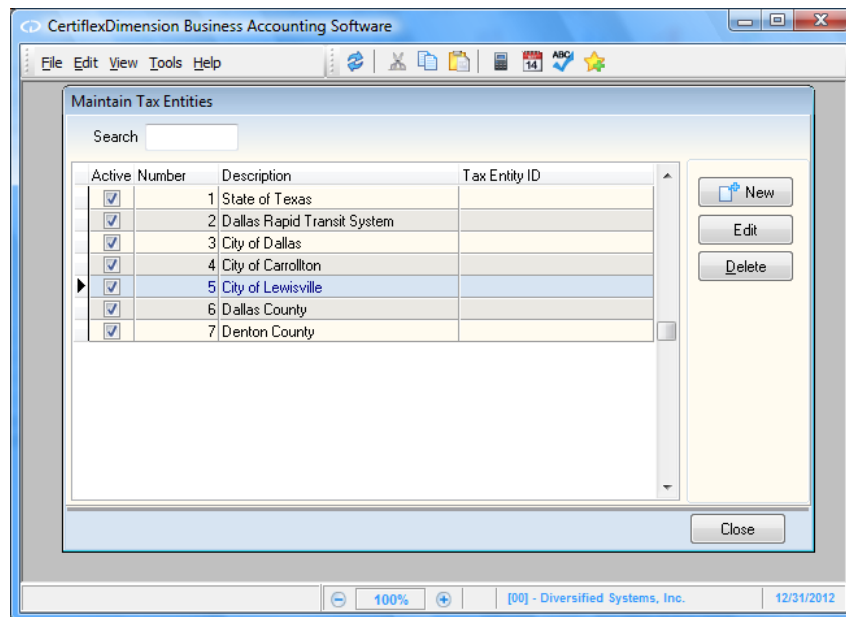 CertiflexDimension Business Accounting Software
File Edit View Tools Help 14 ABC
Maintain Tax Entities
Search
Active Number Description Tax Entity ID
1 State of Texas
2 Dallas Rapid Transit System
3 City of Dallas
4 City of Carrollton
5 City of Lewisville
6 Dallas County
7 Denton County
New
Edit
Delete
Close
100% [00] - Diversified Systems, Inc. 12/31/2012